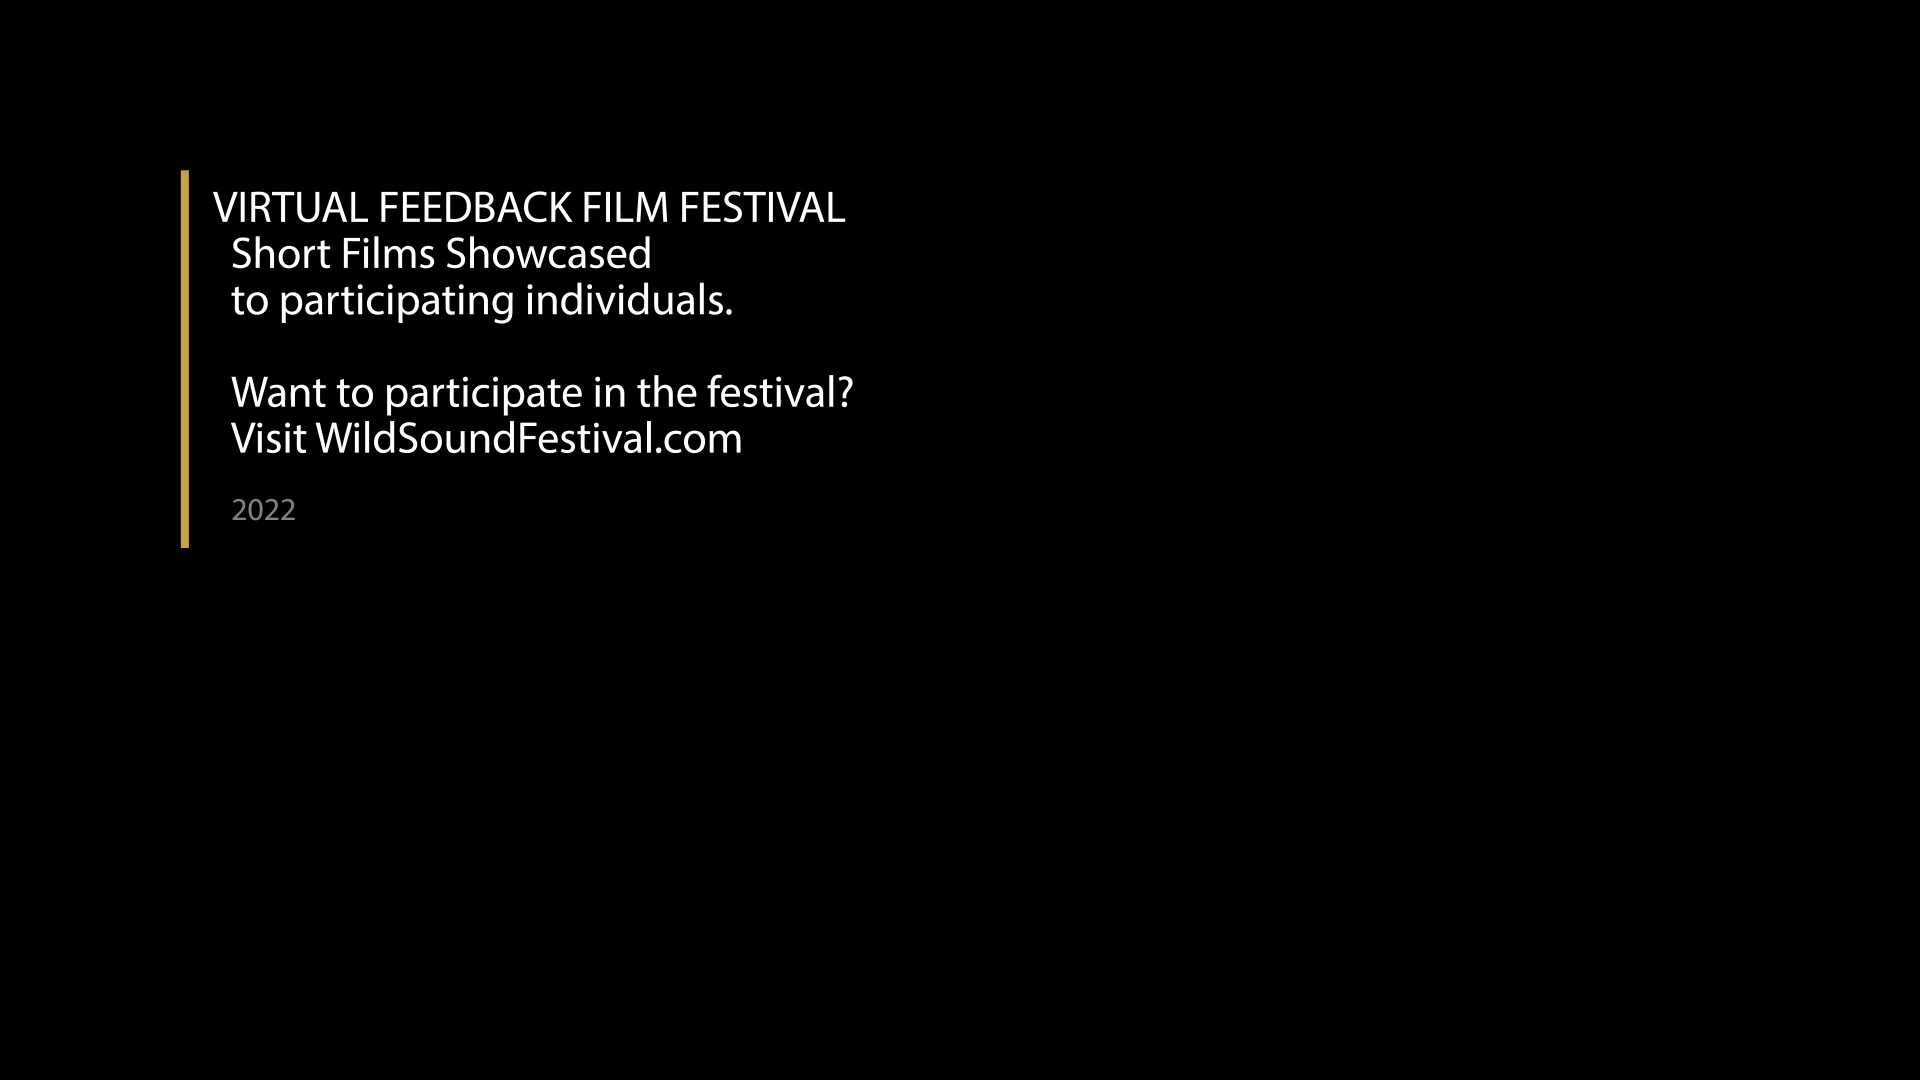 VIRTUAL FEEDBACK FILM FESTIVAL
Short Films Showcased
to participating individuals.
Want to participate in the festival?
Visit WildSoundFestival.com
2022